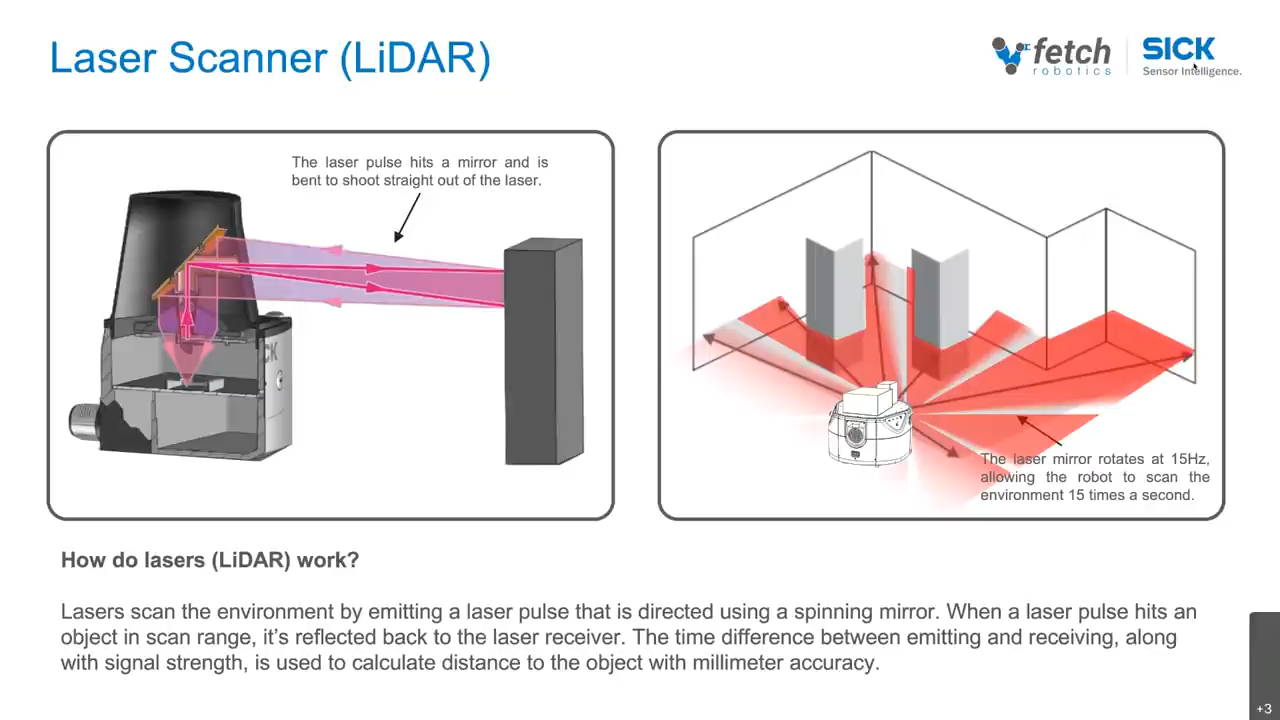 Laser Scanner (LiDAR)
fetch
robotics
SICK
Sensor Intelligence.
The laser pulse hits a mirror and is
bent to shoot straight out of the laser.
CK
The laser mirror rotates at 15Hz,
allowing the robot to scan the
environment 15 times a second.
How do lasers (LiDAR) work?
Lasers scan the environment by emitting a laser pulse that is directed using a spinning mirror. When a laser pulse hits an
object in scan range, it’s reflected back to the laser receiver. The time difference between emitting and receiving, along
with signal strength, is used to calculate distance to the object with millimeter accuracy.
+3